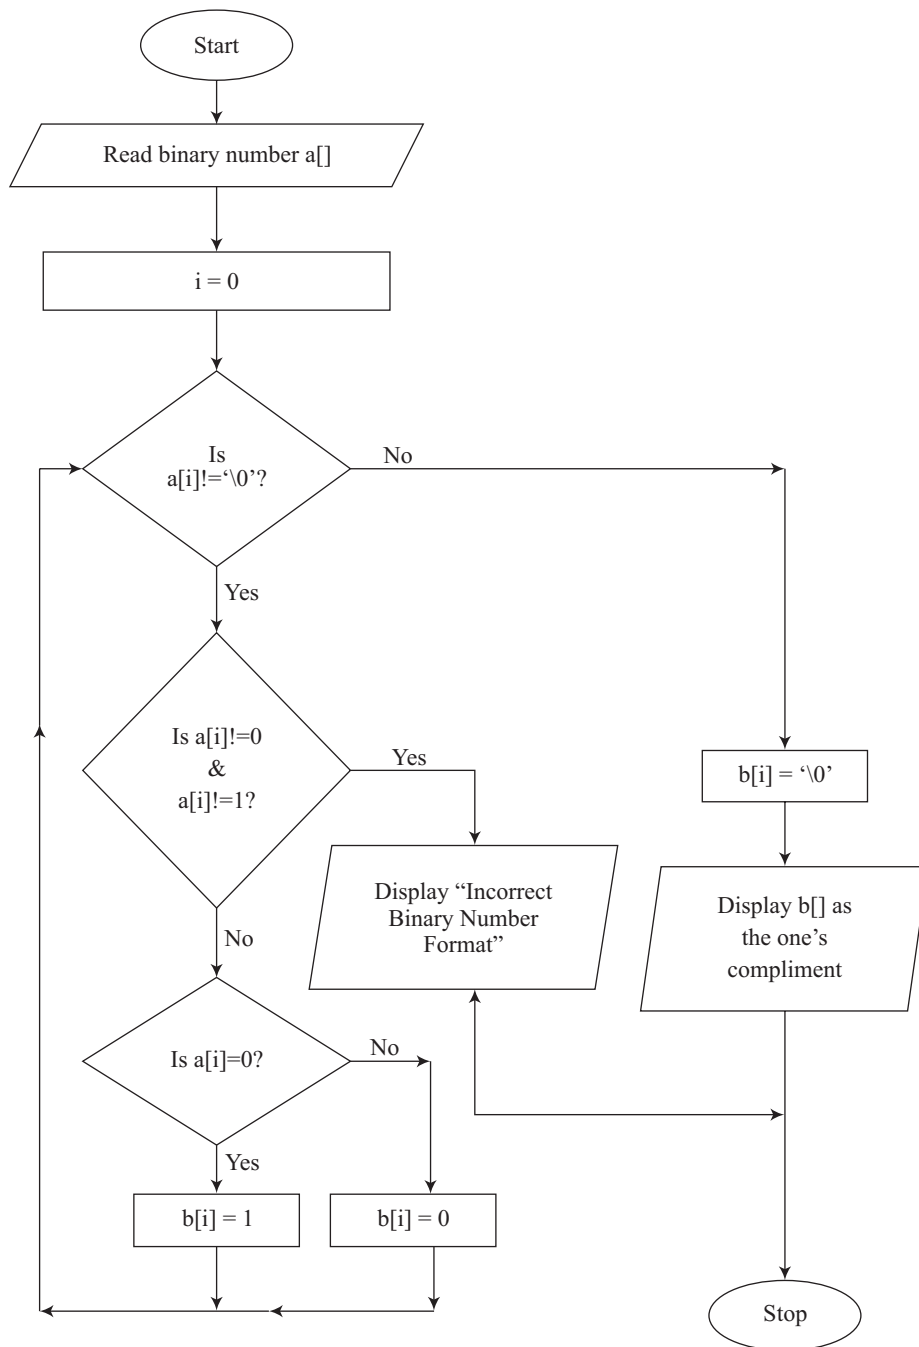 Start
Read binary number a[]
i = 0
Is
a[i]!=‘\0’?
No
Yes
Is a[i]!=0
&
a[i]!=1?
Yes
b[i] = ‘\0’
Display “Incorrect
Binary Number
Format”
Display b[] as
the one’s
compliment
No
Is a[i]=0?
No
Yes
b[i] = 1
b[i] = 0
Stop